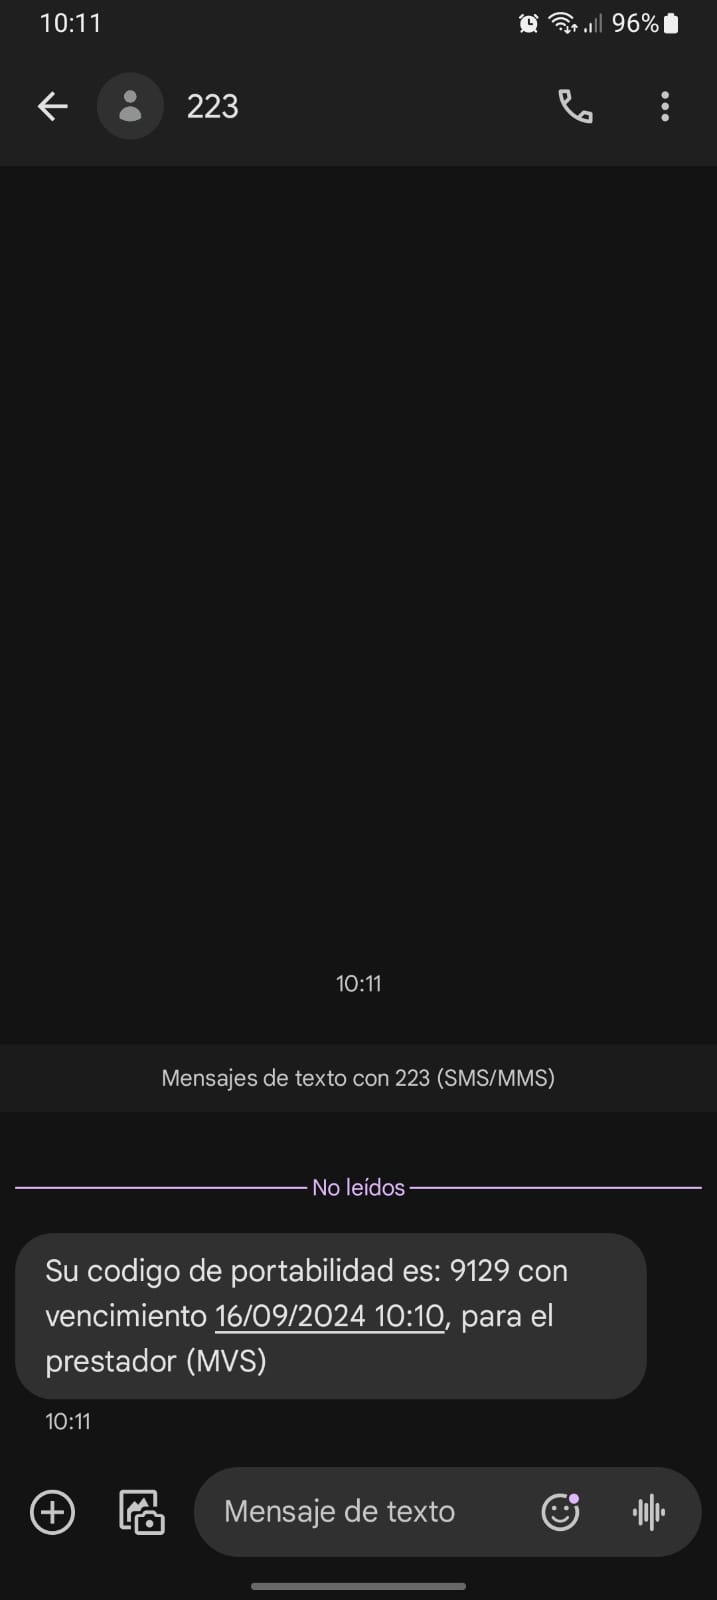 10:11 96%
223
10:11
Mensajes de texto con 223 (SMS/MMS)
No leídos
Su codigo de portabilidad es: 9129 con
vencimiento 16/09/2024 10:10, para el
prestador (MVS)
10:11
Mensaje de texto